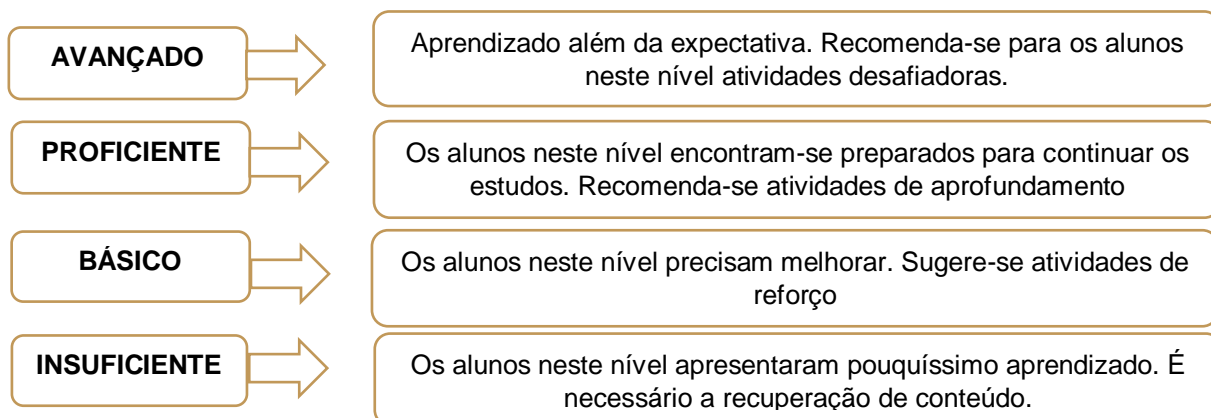 AVANÇADO
Aprendizado além da expectativa. Recomenda-se para os alunos
neste nível atividades desafiadoras.
PROFICIENTE
Os alunos neste nível encontram-se preparados para continuar os
estudos. Recomenda-se atividades de aprofundamento
BÁSICO
Os alunos neste nível precisam melhorar. Sugere-se atividades de
reforço
INSUFICIENTE
Os alunos neste nível apresentaram pouquíssimo aprendizado. É
necessário a recuperação de conteúdo.